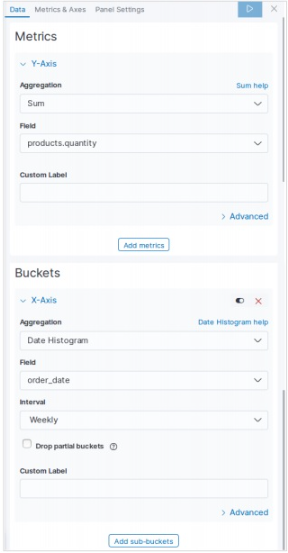 Data Metrics & Axes Panel Settings
Metrics
Y-Axis
Aggregation Sum help
Sum
Field
products.quantity
Custom Label
Advanced
Add metrics
Buckets
X-Axis
Aggregation Date Histogram help
Date Histogram
Field
order_date
Interval
Weekly
Drop partial buckets
Custom Label
Advanced
Add sub-buckets